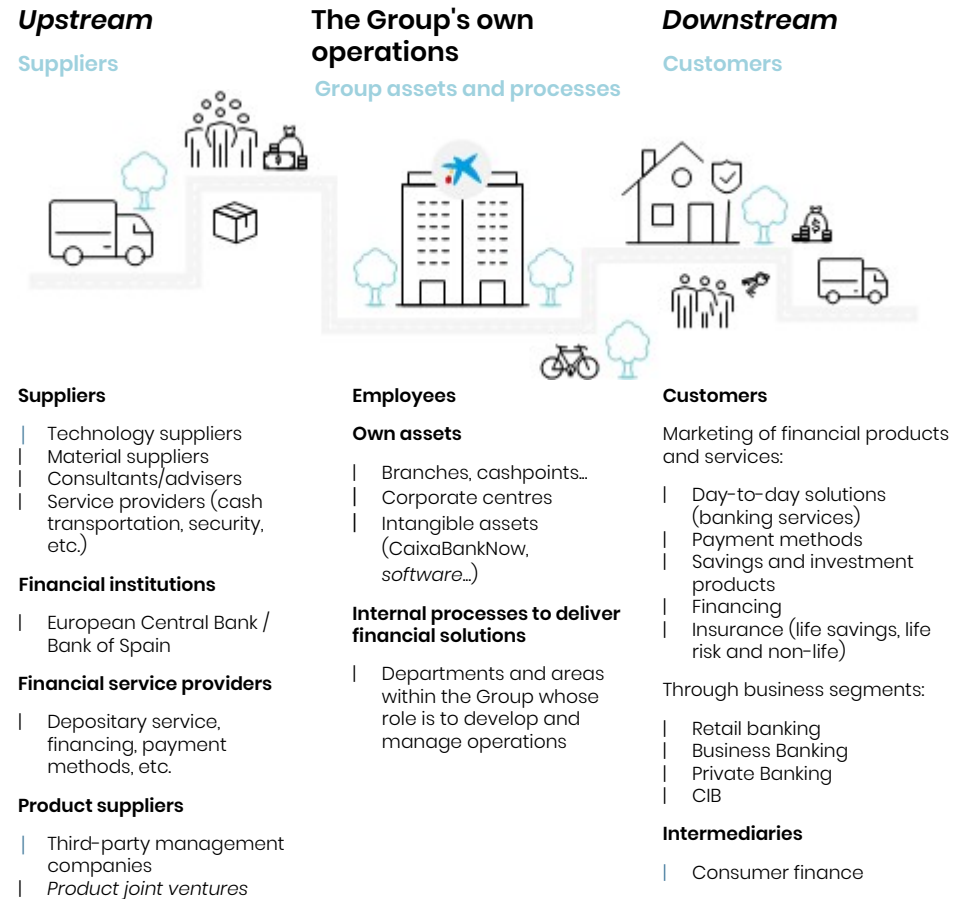 Upstream
Suppliers
The Group's own
operations
Group assets and processes
Downstream
Customers
Suppliers
| Technology suppliers
| Material suppliers
| Consultants/advisers
| Service providers (cash
transportation, security,
etc.)
Financial institutions
| European Central Bank /
Bank of Spain
Financial service providers
| Depositary service,
financing, payment
methods, etc.
Product suppliers
| Third-party management
companies
| Product joint ventures
Employees
Own assets
| Branches, cashpoints...
| Corporate centres
| Intangible assets
(CaixaBankNow,
software...)
Internal processes to deliver
financial solutions
| Departments and areas
within the Group whose
role is to develop and
manage operations
Customers
Marketing of financial products
and services:
| Day-to-day solutions
(banking services)
| Payment methods
| Savings and investment
products
| Financing
| Insurance (life savings, life
risk and non-life)
Through business segments:
| Retail banking
| Business Banking
| Private Banking
| CIB
Intermediaries
| Consumer finance